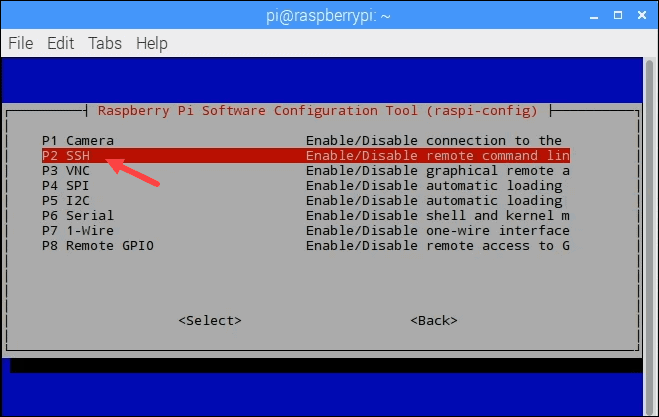 pi@raspberrypi: ~
File Edit Tabs Help
Raspberry Pi Software Configuration Tool (raspi-config)
P1 Camera Enable/Disable connection to the
P2 SSH Enable/Disable remote command lin
P3 VNC Enable/Disable graphical remote a
P4 SPI Enable/Disable automatic loading
P5 I2C Enable/Disable automatic loading
P6 Serial Enable/Disable shell and kernel m
P7 1-Wire Enable/Disable one-wire interface
P8 Remote GPIO Enable/Disable remote access to G
<Select> <Back>